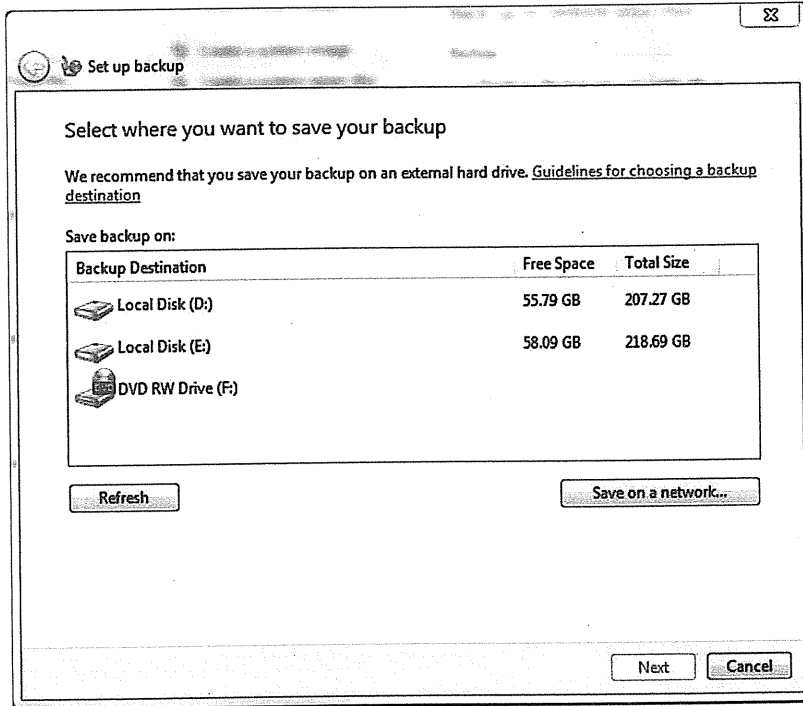 Set up backup
Select where you want to save your backup
We recommend that you save your backup on an external hard drive. Guidelines for choosing a backup
destination
Save backup on:
Backup Destination Free Space Total Size
Local Disk (D:) 55.79 GB 207.27 GB
Local Disk (E:) 58.09 GB 218.69 GB
DVD RW Drive (F:)
Refresh Save on a network...
Next Cancel